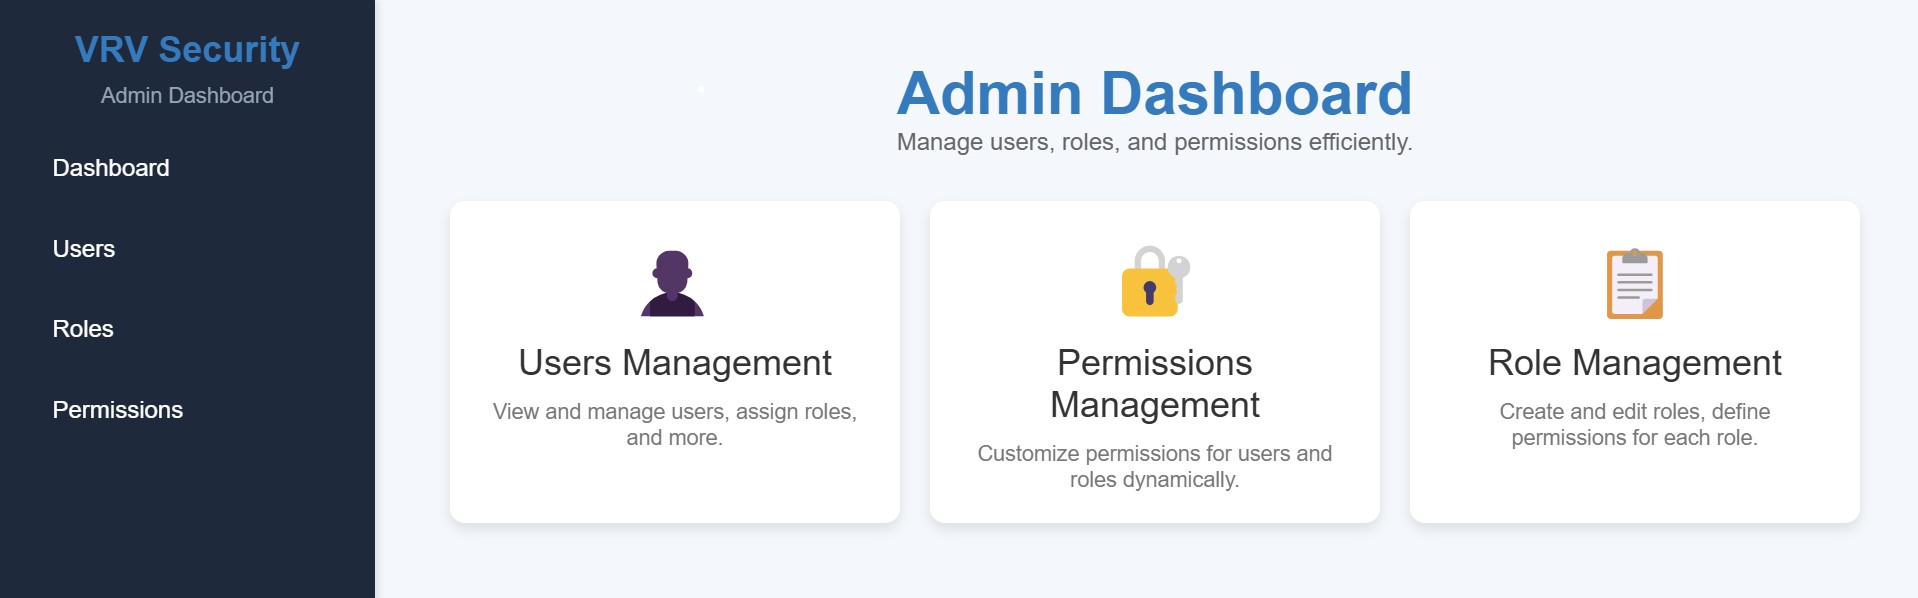 VRV Security
Admin Dashboard
Dashboard
Users
Roles
Permissions
Admin Dashboard
Manage users, roles, and permissions efficiently.
Users Management
View and manage users, assign roles,
and more.
Permissions
Management
Customize permissions for users and
roles dynamically.
Role Management
Create and edit roles, define
permissions for each role.